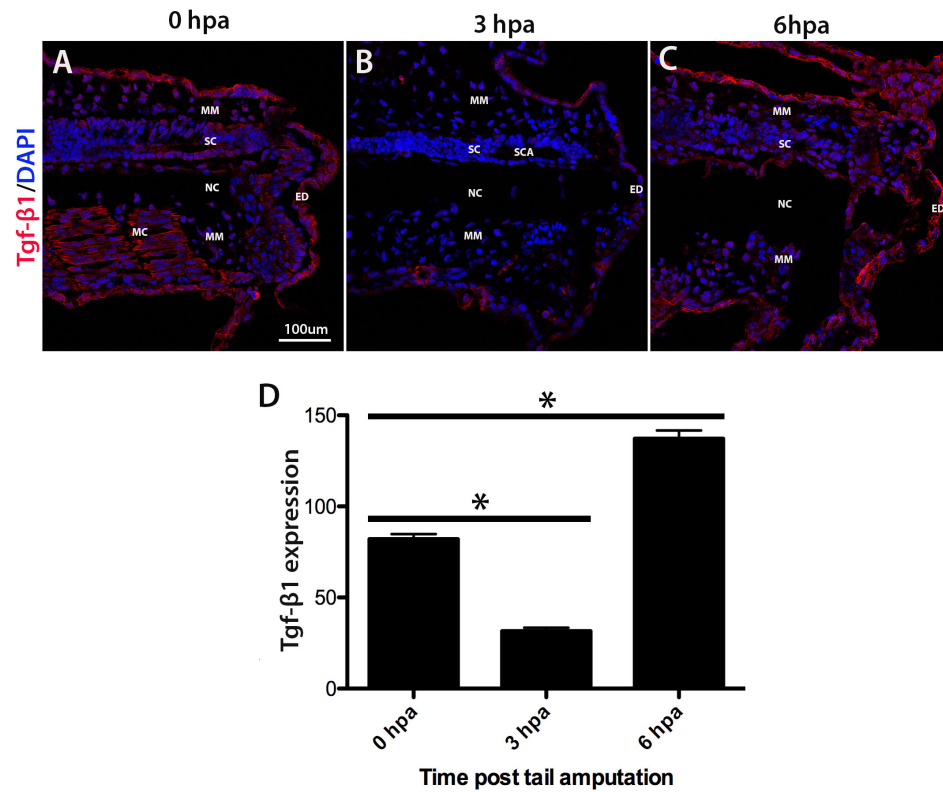 0 hpa
3 hpa
6hpa
Tgf-β1/DAPI
A
MM
SC
NC
ED
MC
MM
100um
B
MM
SC
SCA
NC
ED
MM
C
MM
SC
NC
ED
MM
D
Tgf-β1 expression
150
100
50
0
*
*
0 hpa
3 hpa
6 hpa
Time post tail amputation